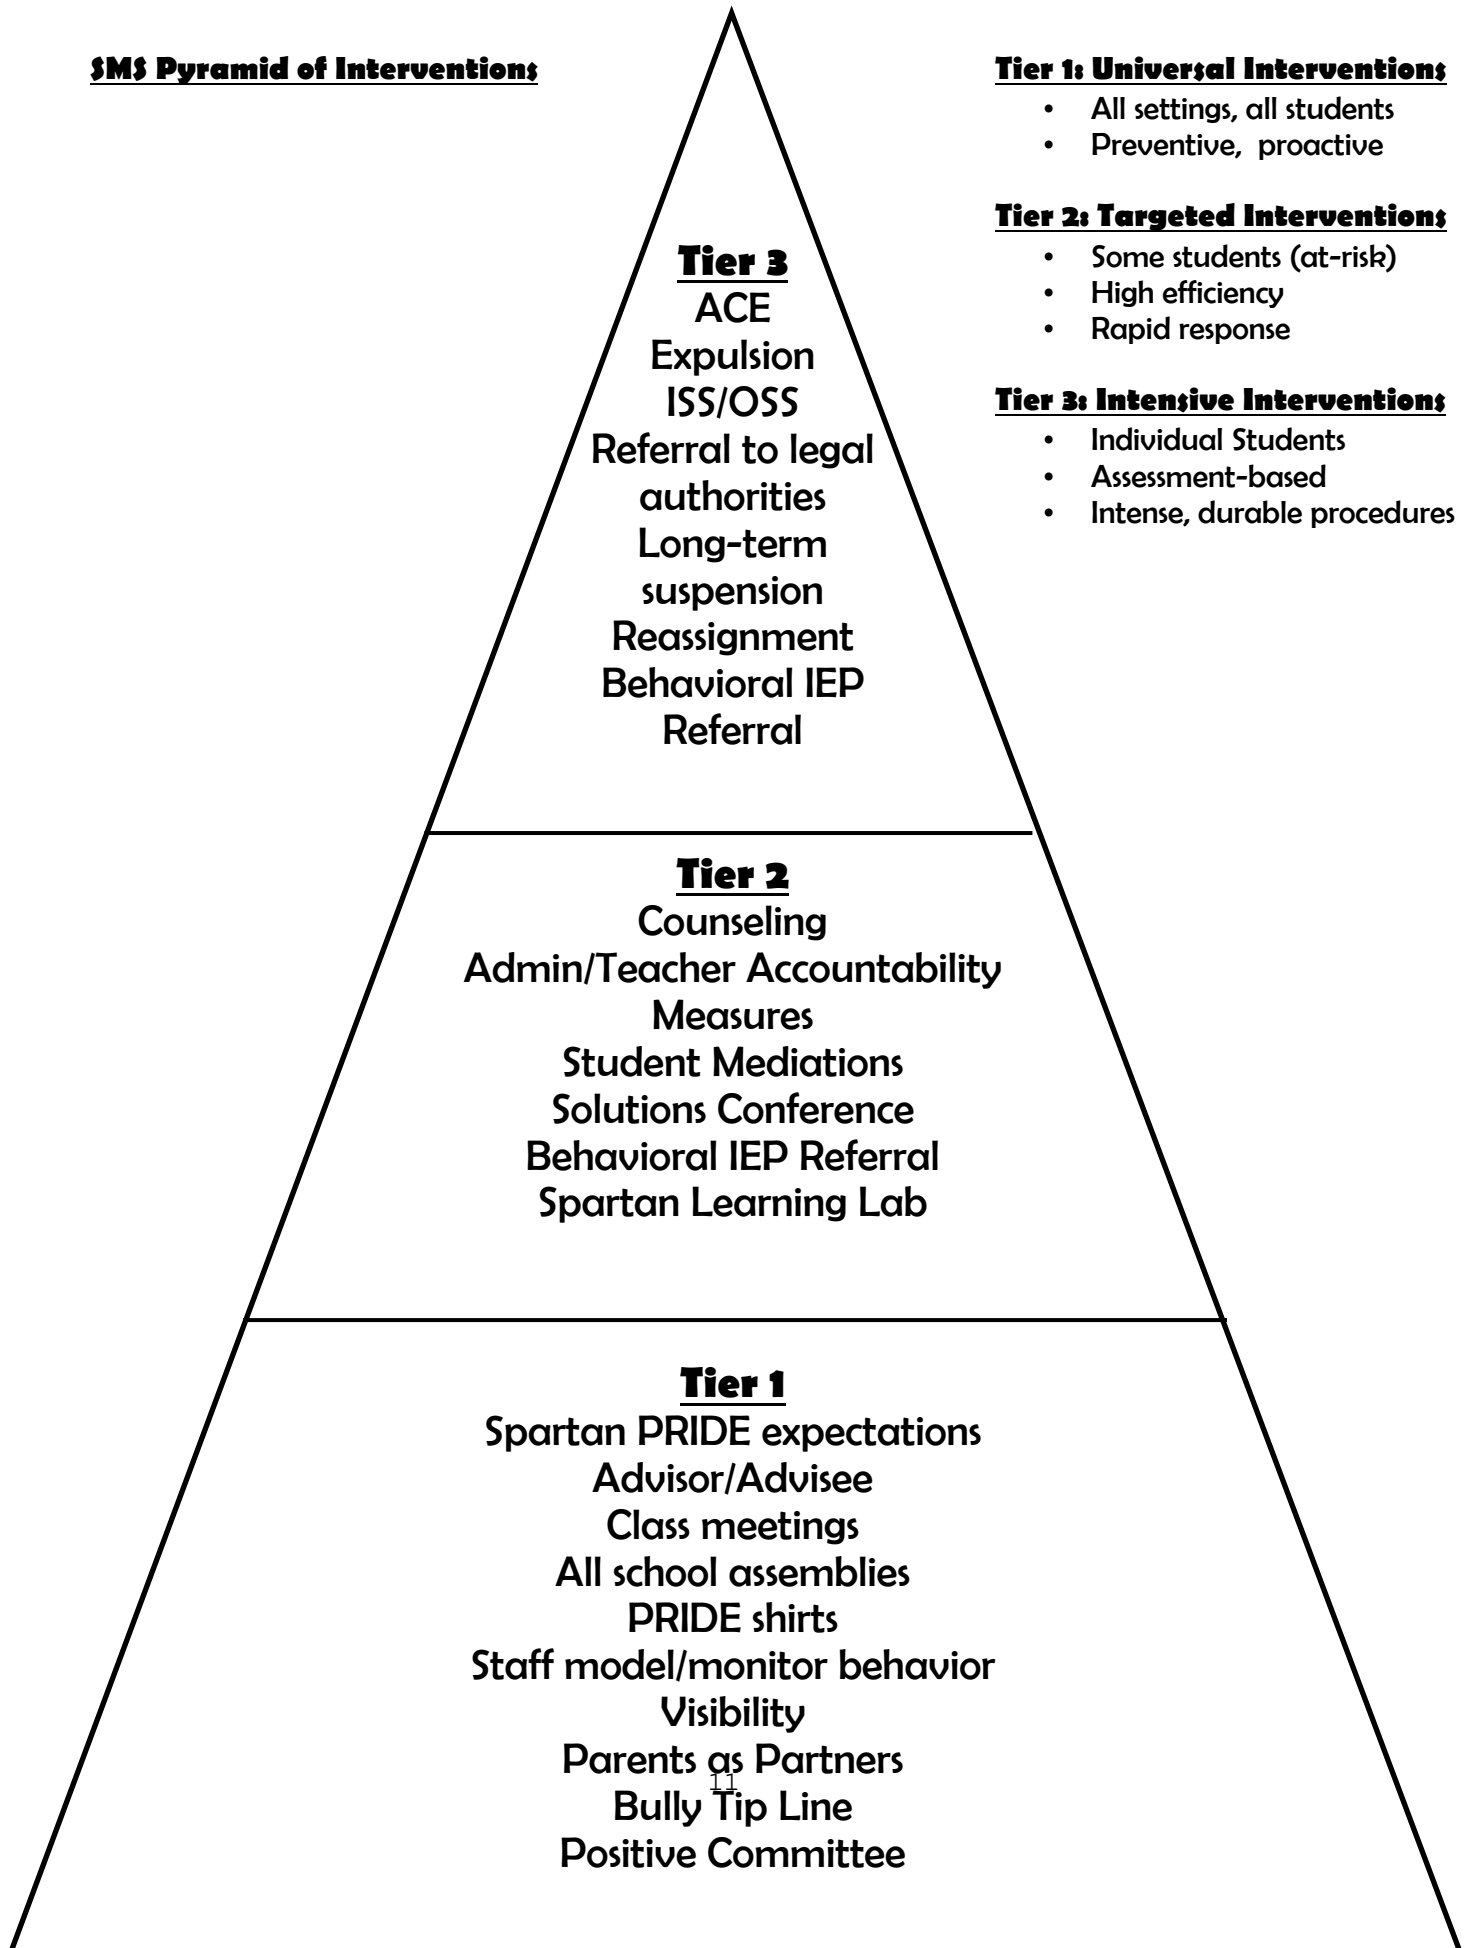 SMS Pyramid of Interventions
Tier 1: Universal Interventions
• All settings, all students
• Preventive, proactive
Tier 2: Targeted Interventions
• Some students (at-risk)
• High efficiency
• Rapid response
Tier 3: Intensive Interventions
• Individual Students
• Assessment-based
• Intense, durable procedures
Tier 3
ACE
Expulsion
ISS/OSS
Referral to legal
authorities
Long-term
suspension
Reassignment
Behavioral IEP
Referral
Tier 2
Counseling
Admin/Teacher Accountability
Measures
Student Mediations
Solutions Conference
Behavioral IEP Referral
Spartan Learning Lab
Tier 1
Spartan PRIDE expectations
Advisor/Advisee
Class meetings
All school assemblies
PRIDE shirts
Staff model/monitor behavior
Visibility
Parents as Partners
11
Bully Tip Line
Positive Committee